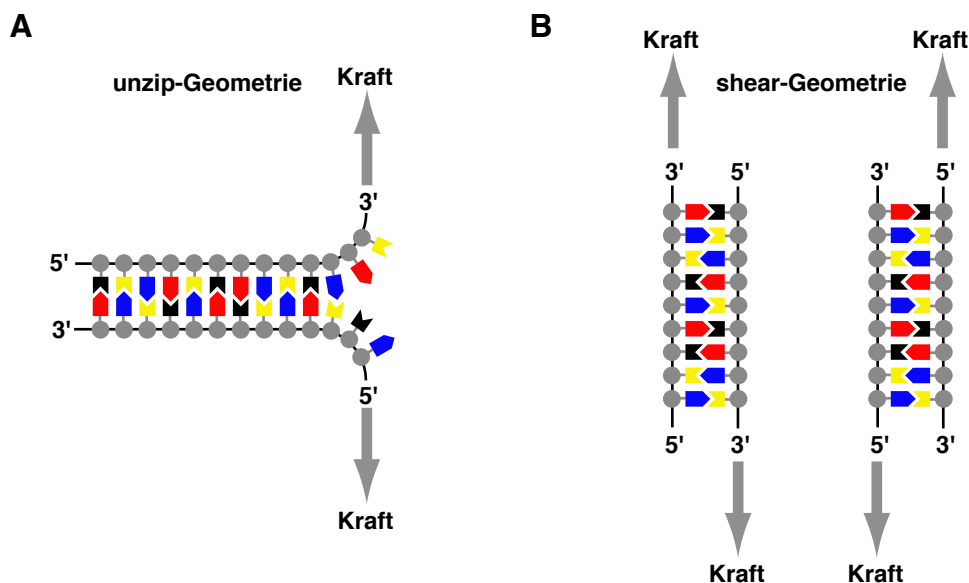 A
unzip-Geometrie
Kraft
3'
5'
3'
5'
Kraft
B
Kraft
Kraft
shear-Geometrie
3' 5'
3' 5'
5' 3'
5' 3'
Kraft
Kraft